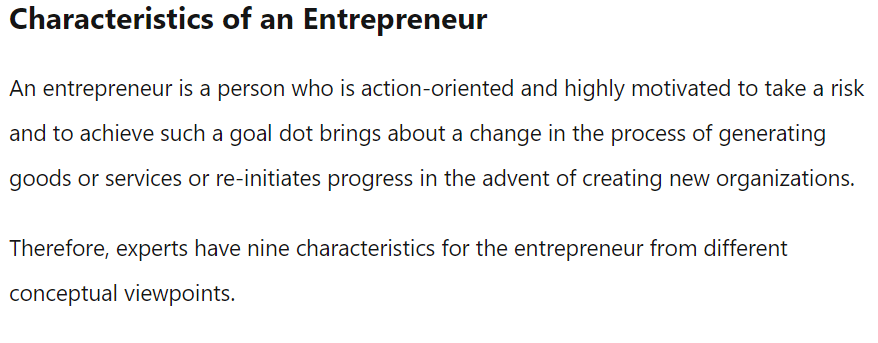 Characteristics of an Entrepreneur
An entrepreneur is a person who is action-oriented and highly motivated to take a risk
and to achieve such a goal dot brings about a change in the process of generating
goods or services or re-initiates progress in the advent of creating new organizations.
Therefore, experts have nine characteristics for the entrepreneur from different
conceptual viewpoints.